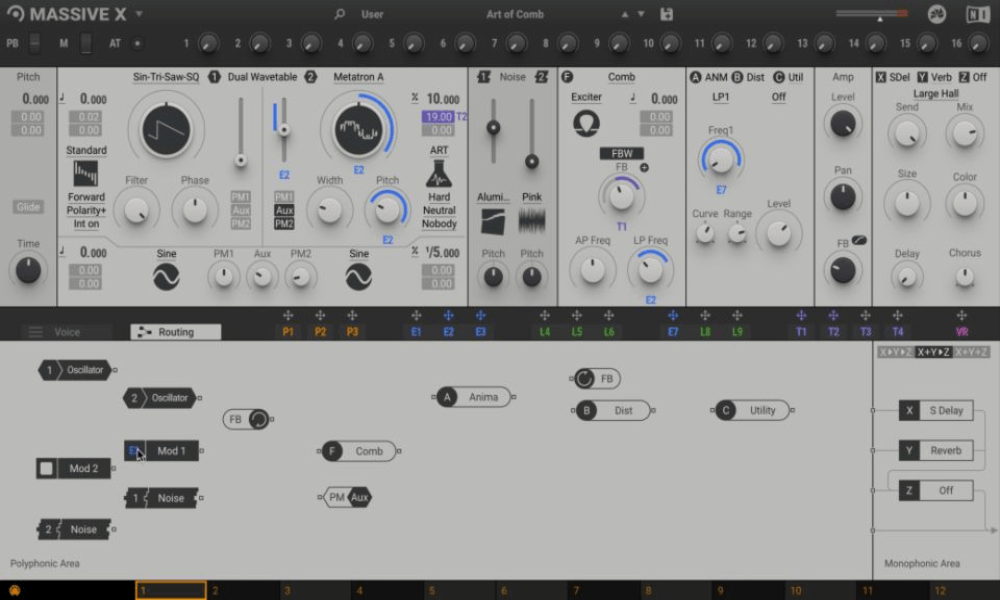 MASSIVE X
User
Art of Comb
PB M AT 1 2 3 4 5 6 7 8 9 10 11 12 13 14 15 16
Pitch Sin-Tri-Saw-SQ 1 Dual Wavetable 2 Metatron A 1 Noise 2 F Comb A ANM B Dist C Util Amp X SDel Y Verb Z Off
Large Hall
0.000 0.000 % 10.000 Exciter 0.000 LP1 Off Level Send Mix
0.00 0.02 19.00 T2 0.00
0.00 0.00 0.00 0.00
Standard ART FBW Freq1
E2 E2 FB E7
Filter Phase Width Pitch Pan Size Color
Forward PM1 PM1 Hard Alumi... Pink T1
Glide Polarity+ Aux Aux Neutral Curve Range Level
Int on PM2 PM2 E2 Nobody
Time 0.000 Sine PM1 Aux PM2 Sine % 1/5.000 Pitch Pitch AP Freq LP Freq FB Delay Chorus
0.00 0.00
0.00 0.00 E2
Voice Routing P1 P2 P3 E1 E2 E3 L4 L5 L6 E7 L8 L9 T1 T2 T3 T4 VR
X▸Y▸Z X+Y▸Z X+Y+Z
1 Oscillator
FB
2 Oscillator A Anima
B Dist C Utility X S Delay
FB
Mod 1 F Comb Y Reverb
Mod 2
Z Off
1 Noise PM Aux
2 Noise
Polyphonic Area Monophonic Area
1 2 3 4 5 6 7 8 9 10 11 12